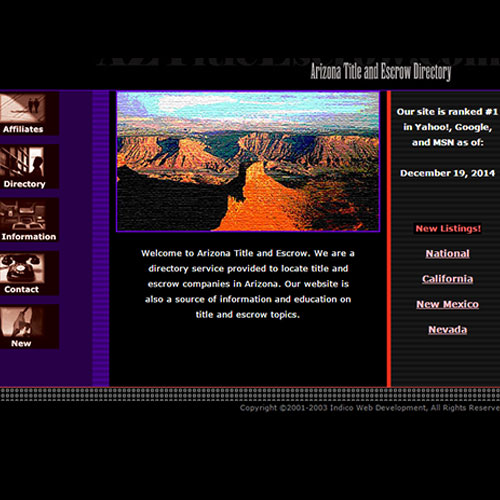 Arizona Title and Escrow Directory
Affiliates
Directory
Information
Contact
New
Welcome to Arizona Title and Escrow. We are a
directory service provided to locate title and
escrow companies in Arizona. Our website is
also a source of information and education on
title and escrow topics.
Our site is ranked #1
in Yahoo!, Google,
and MSN as of:
December 19, 2014
New Listings!
National
California
New Mexico
Nevada
Copyright ©2001-2003 Indico Web Development, All Rights Reserve